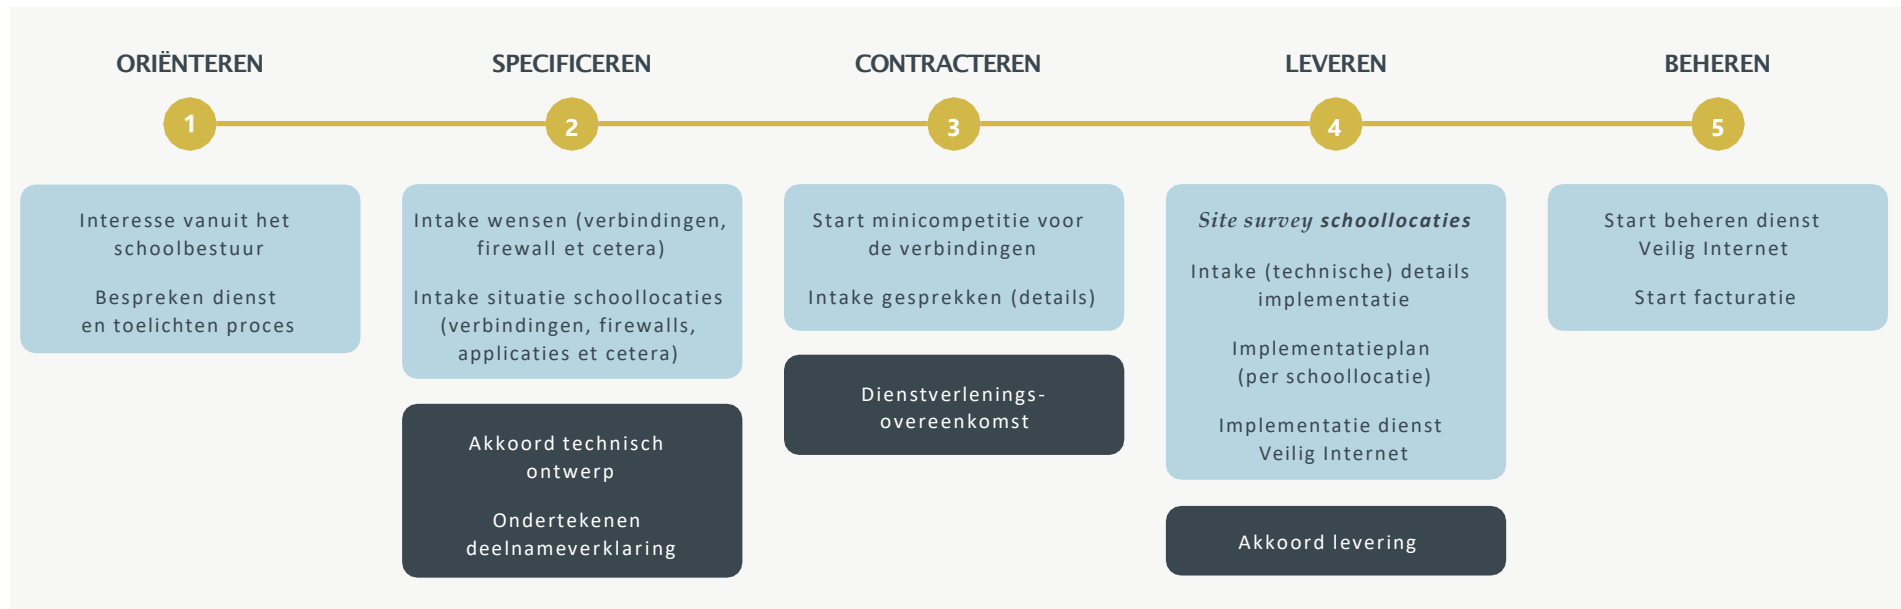 ORIËNTEREN
SPECIFICEREN
CONTRACTEREN
LEVEREN
BEHEREN
1
2
3
4
5
Interesse vanuit het
schoolbestuur
Bespreken dienst
en toelichten proces
Intake wensen (verbindingen,
firewall et cetera)
Intake situatie schoollocaties
(verbindingen, firewalls,
applicaties et cetera)
Akkoord technisch
ontwerp
Ondertekenen
deelnameverklaring
Start minicompetitie voor
de verbindingen
Intake gesprekken (details)
Dienstverlenings-
overeenkomst
Site survey schoollocaties
Intake (technische) details
implementatie
Implementatieplan
(per schoollocatie)
Implementatie dienst
Veilig Internet
Akkoord levering
Start beheren dienst
Veilig Internet
Start facturatie